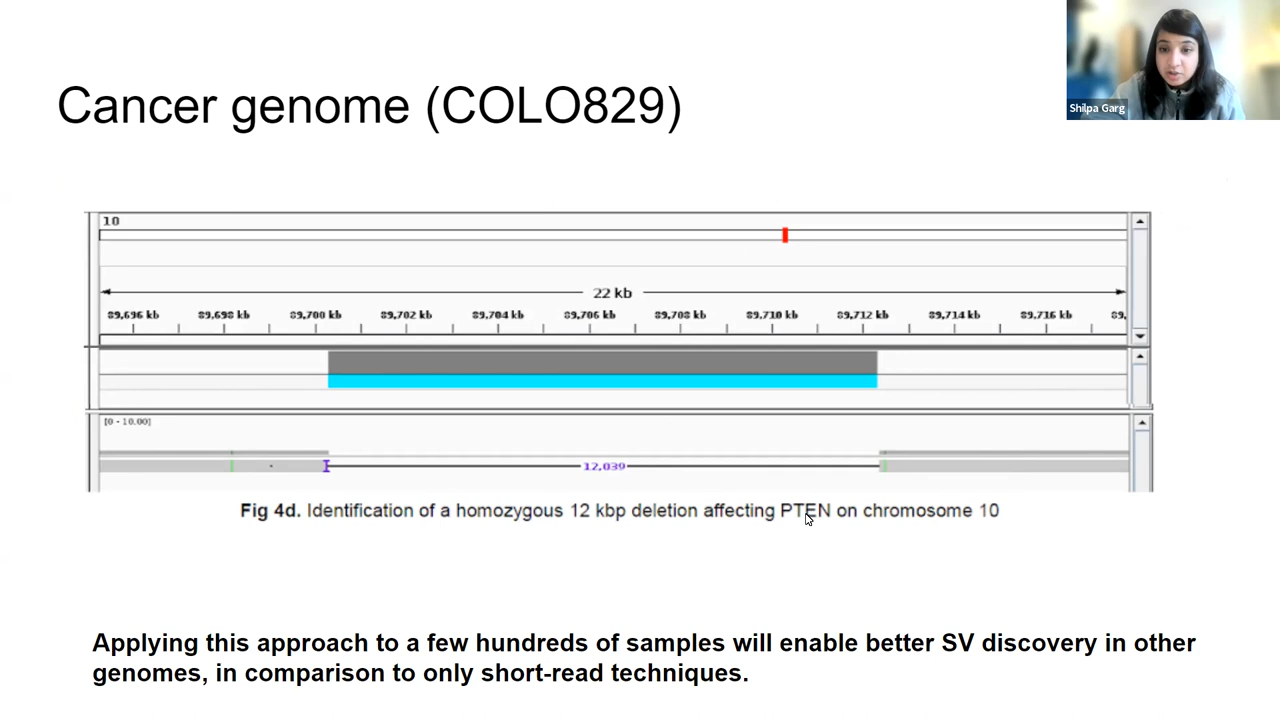 Cancer genome (COLO829)
Shilpa Garg
10
22 kb
89,696 kb 89,698 kb 89,700 kb 89,702 kb 89,704 kb 89,706 kb 89,708 kb 89,710 kb 89,712 kb 89,714 kb 89,716 kb 89,
[0 - 10.00]
12,039
Fig 4d. Identification of a homozygous 12 kbp deletion affecting PTEN on chromosome 10
Applying this approach to a few hundreds of samples will enable better SV discovery in other
genomes, in comparison to only short-read techniques.